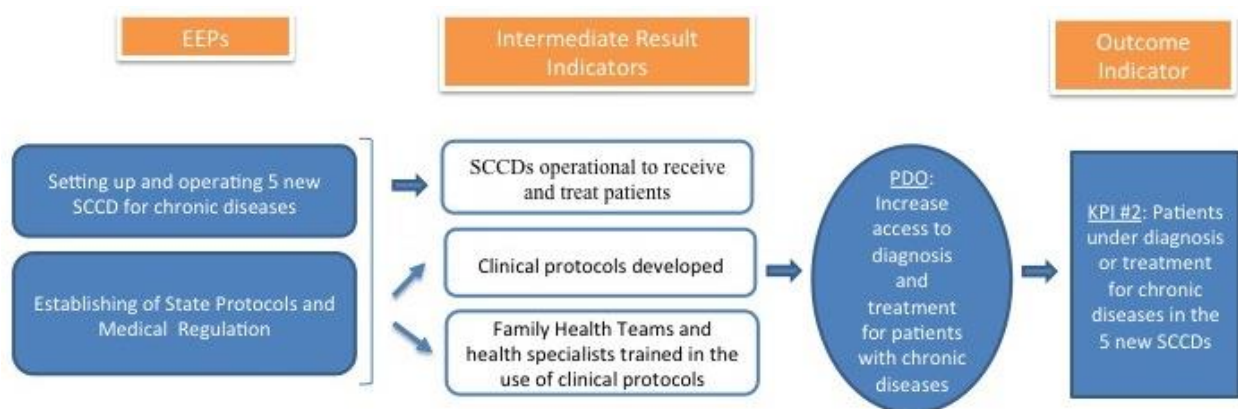 EEPs
Intermediate Result
Indicators
Outcome
Indicator
Setting up and operating 5 new
SCCD for chronic diseases
Establishing of State Protocols and
Medical Regulation
SCCDs operational to receive
and treat patients
Clinical protocols developed
Family Health Teams and
health specialists trained in the
use of clinical protocols
PDO:
Increase
access to
diagnosis
and
treatment
for patients
with chronic
diseases
KPI #2: Patients
under diagnosis
or treatment
for chronic
diseases in the
5 new SCCDs